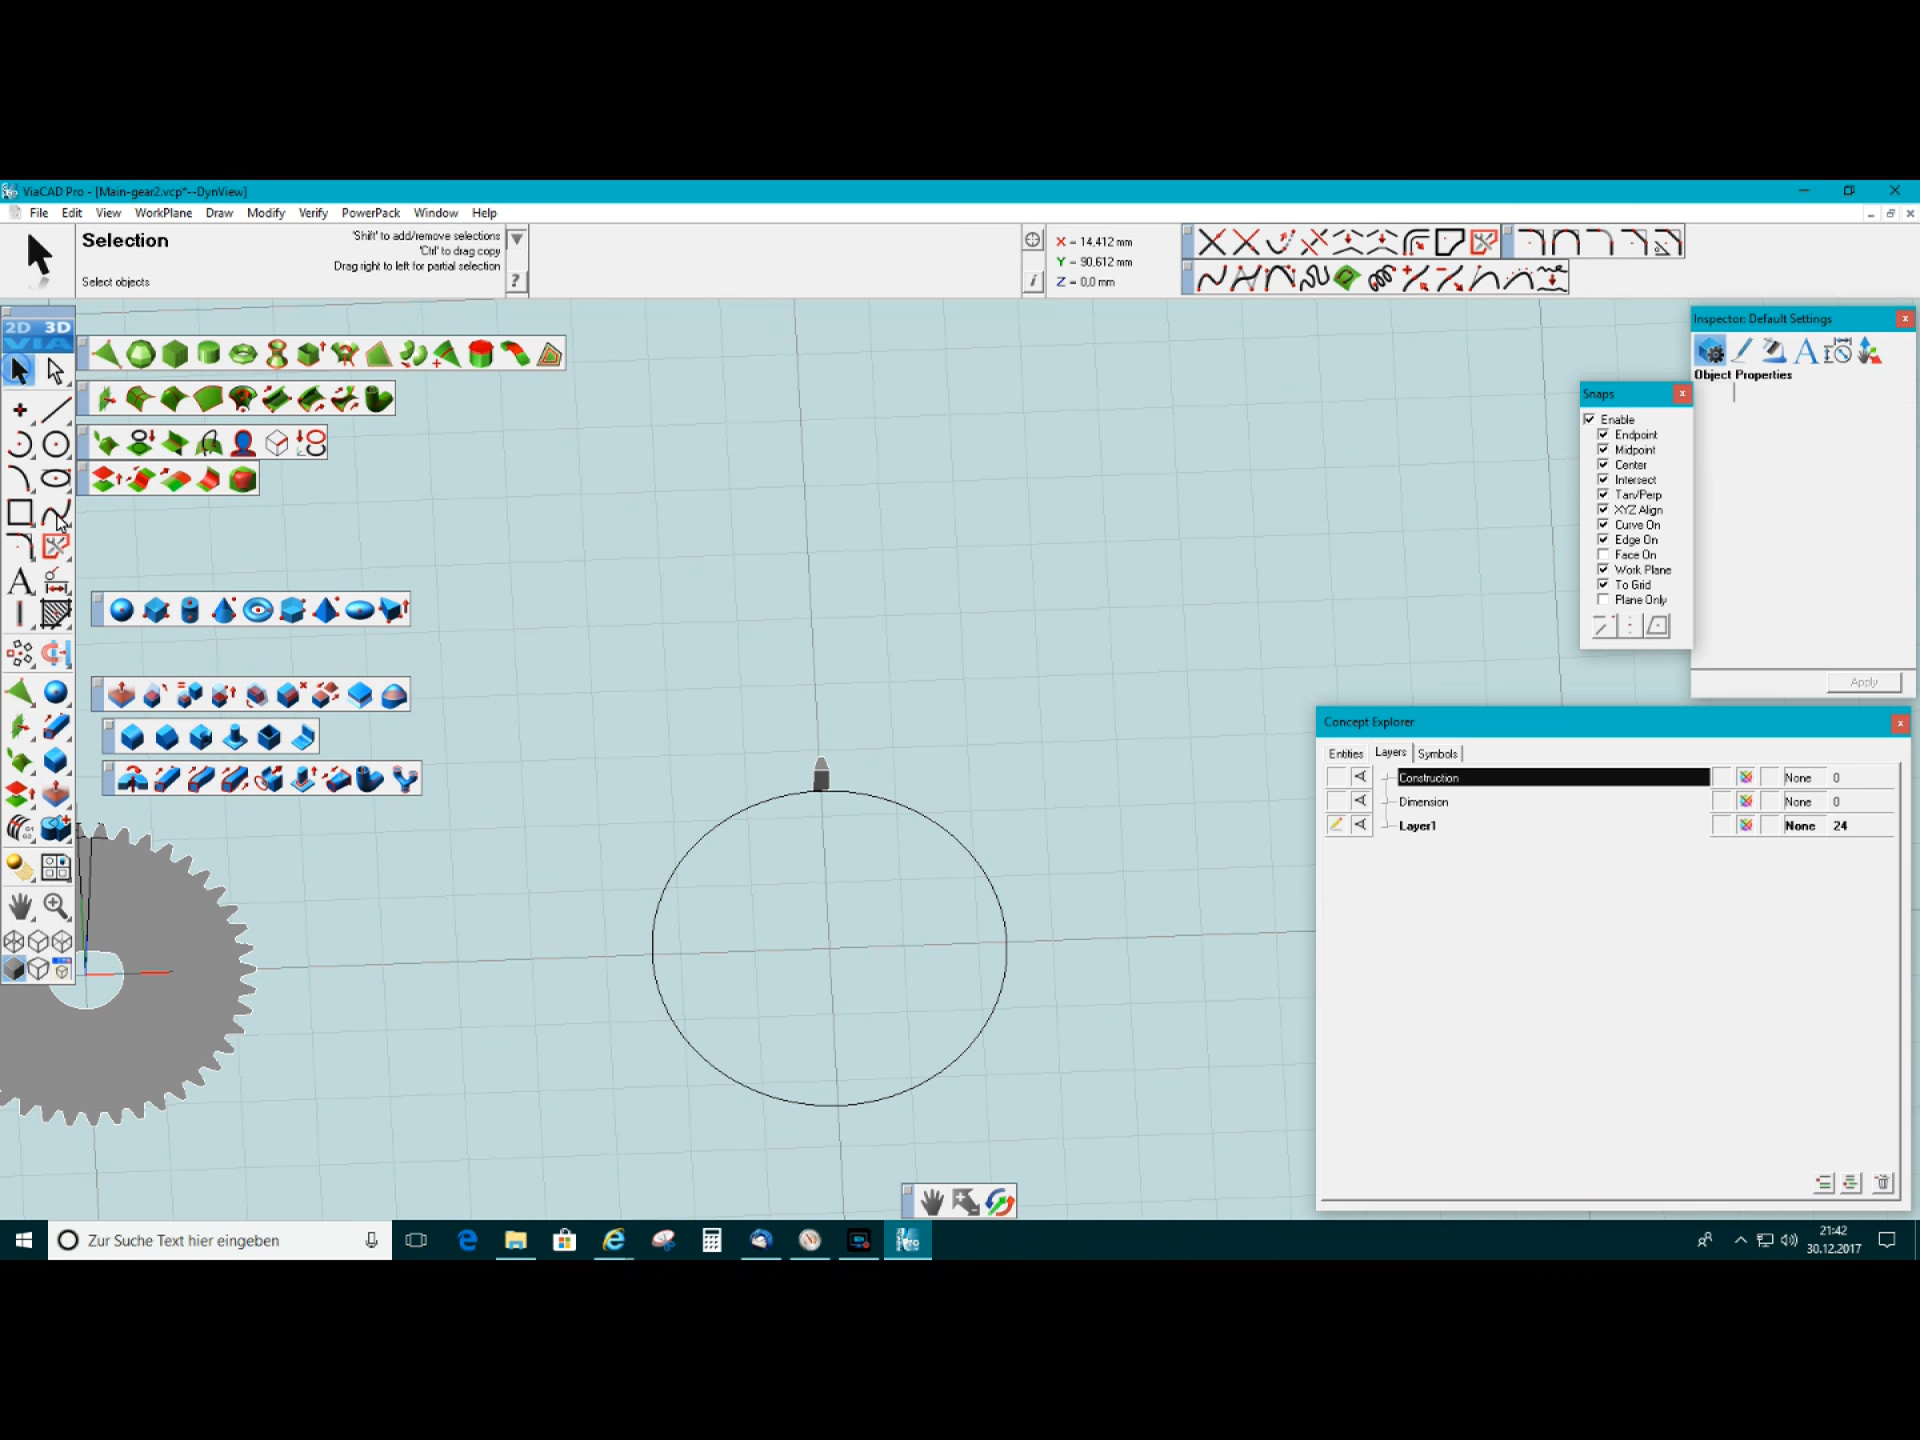 ViaCAD Pro - [Main-gear2.vcp*--DynView]
File Edit View WorkPlane Draw Modify Verify PowerPack Window Help
Selection
'Shift' to add/remove selections
'Ctrl' to drag copy
Drag right to left for partial selection
Select objects
?
i
X = 14.412 mm
Y = 90.612 mm
Z = 0.0 mm
2D 3D
VIA
Inspector: Default Settings
Object Properties
Snaps
Enable
Endpoint
Midpoint
Center
Intersect
Tan/Perp
XYZ Align
Curve On
Edge On
Face On
Work Plane
To Grid
Plane Only
Apply
Concept Explorer
Entities Layers Symbols
Construction None 0
Dimension None 0
Layer1 None 24
Zur Suche Text hier eingeben
21:42
30.12.2017